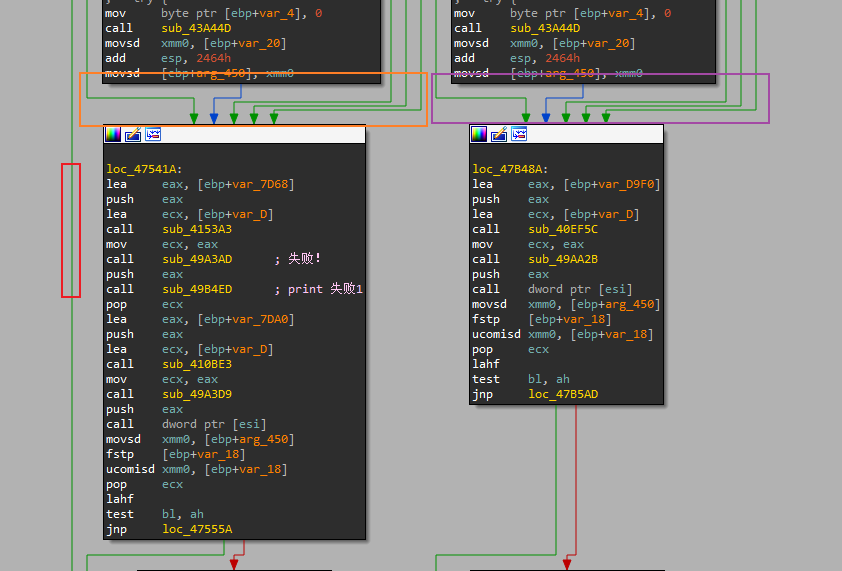 mov byte ptr [ebp+var_4], 0
call sub_43A44D
movsd xmm0, [ebp+var_20]
add esp, 2464h
movsd [ebp+arg_450], xmm0
mov byte ptr [ebp+var_4], 0
call sub_43A44D
movsd xmm0, [ebp+var_20]
add esp, 2464h
movsd [ebp+arg_450], xmm0
loc_47541A:
lea eax, [ebp+var_7D68]
push eax
lea ecx, [ebp+var_D]
call sub_4153A3
mov ecx, eax
call sub_49A3AD ; 失败!
push eax
call sub_49B4ED ; print 失败1
pop ecx
lea eax, [ebp+var_7DA0]
push eax
lea ecx, [ebp+var_D]
call sub_410BE3
mov ecx, eax
call sub_49A3D9
push eax
call dword ptr [esi]
movsd xmm0, [ebp+arg_450]
fstp [ebp+var_18]
ucomisd xmm0, [ebp+var_18]
pop ecx
lahf
test bl, ah
jnp loc_47555A
loc_47B48A:
lea eax, [ebp+var_D9F0]
push eax
lea ecx, [ebp+var_D]
call sub_40EF5C
mov ecx, eax
call sub_49AA2B
push eax
call dword ptr [esi]
movsd xmm0, [ebp+arg_450]
fstp [ebp+var_18]
ucomisd xmm0, [ebp+var_18]
pop ecx
lahf
test bl, ah
jnp loc_47B5AD